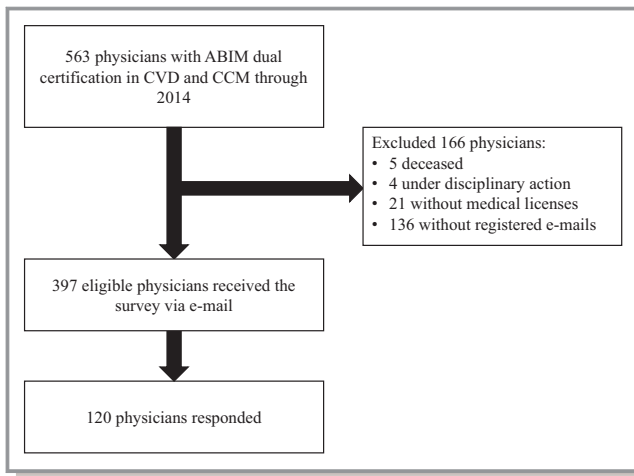 563 physicians with ABIM dual
certification in CVD and CCM through
2014
Excluded 166 physicians:
• 5 deceased
• 4 under disciplinary action
• 21 without medical licenses
• 136 without registered e-mails
397 eligible physicians received the
survey via e-mail
120 physicians responded